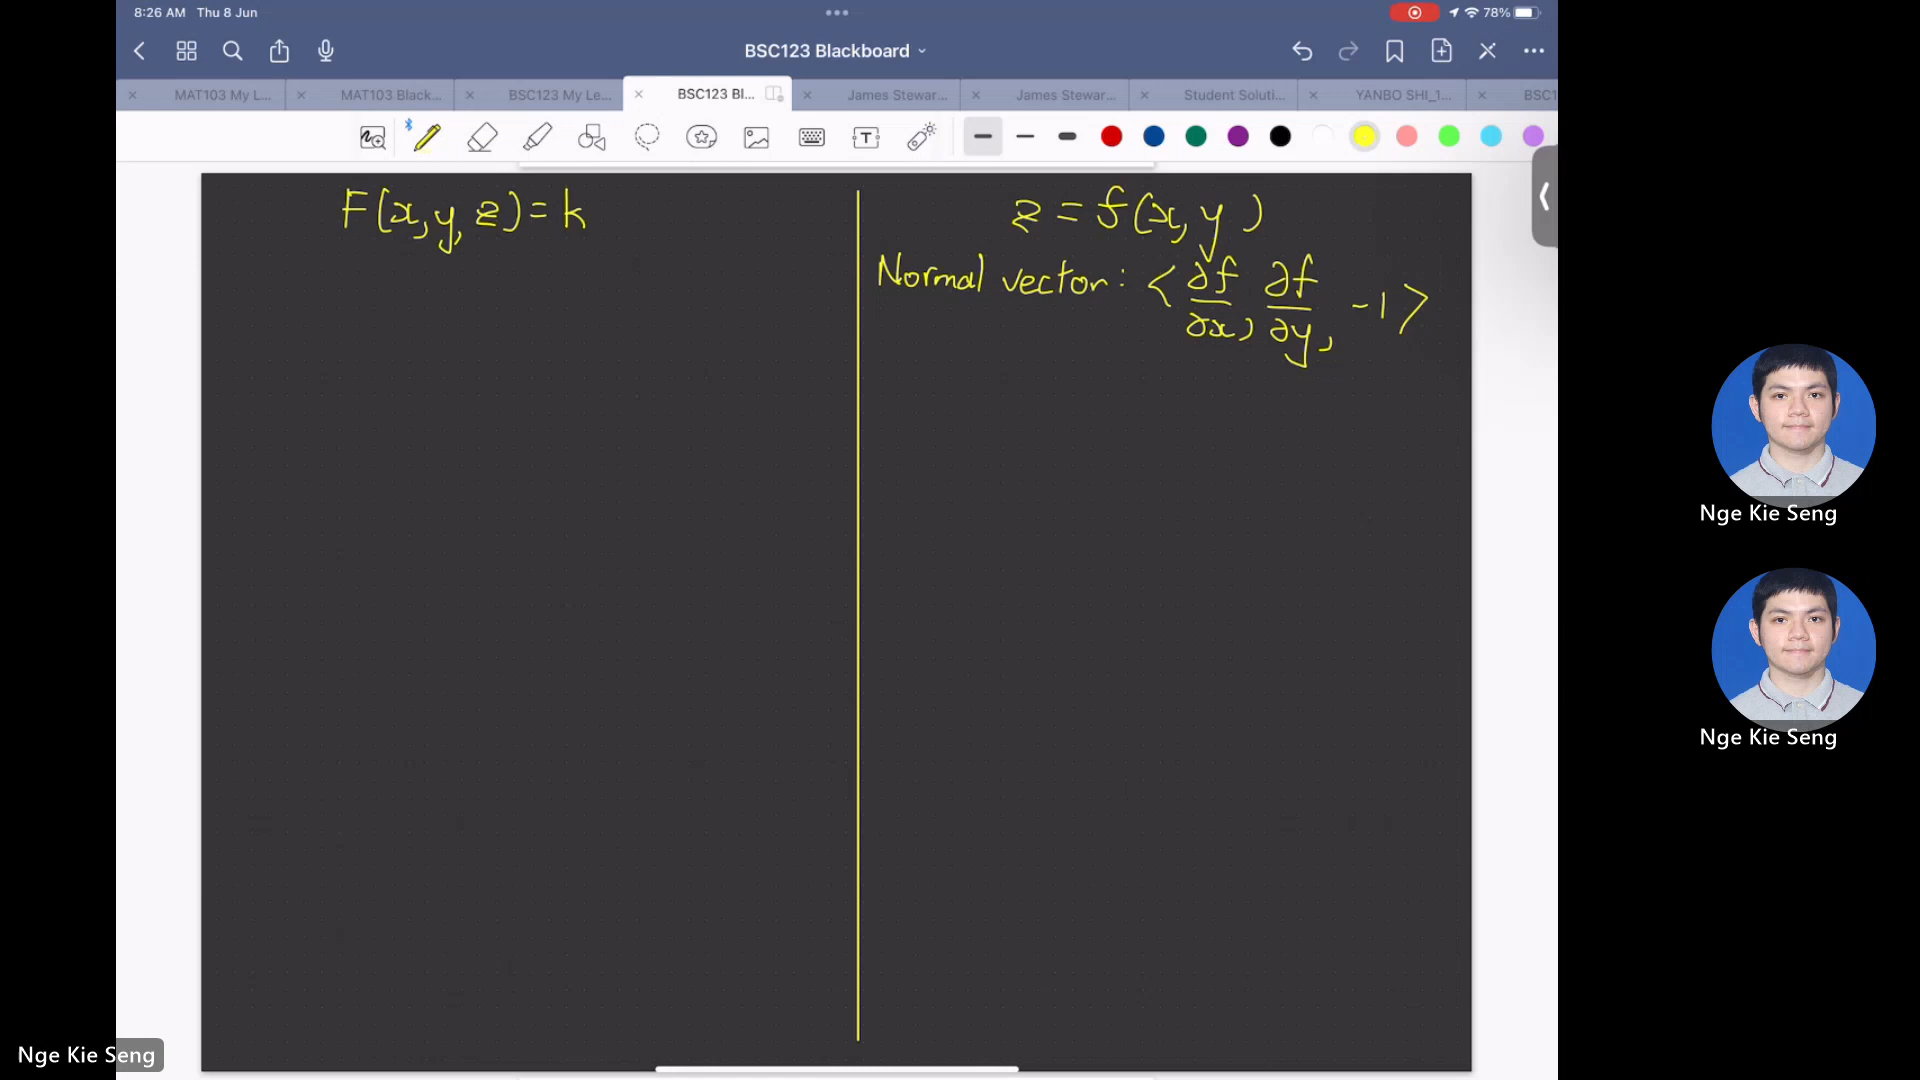 8:26 AM Thu 8 Jun
78%
BSC123 Blackboard
MAT103 My L...
MAT103 Black...
BSC123 My Le...
BSC123 Bl...
James Stewar...
James Stewar...
Student Soluti...
YANBO SHI_1...
BSC1
F(x, y, z) = k
z = f(x, y)
Normal vector: < ∂f/∂x, ∂f/∂y, -1 >
Nge Kie Seng
Nge Kie Seng
Nge Kie Seng